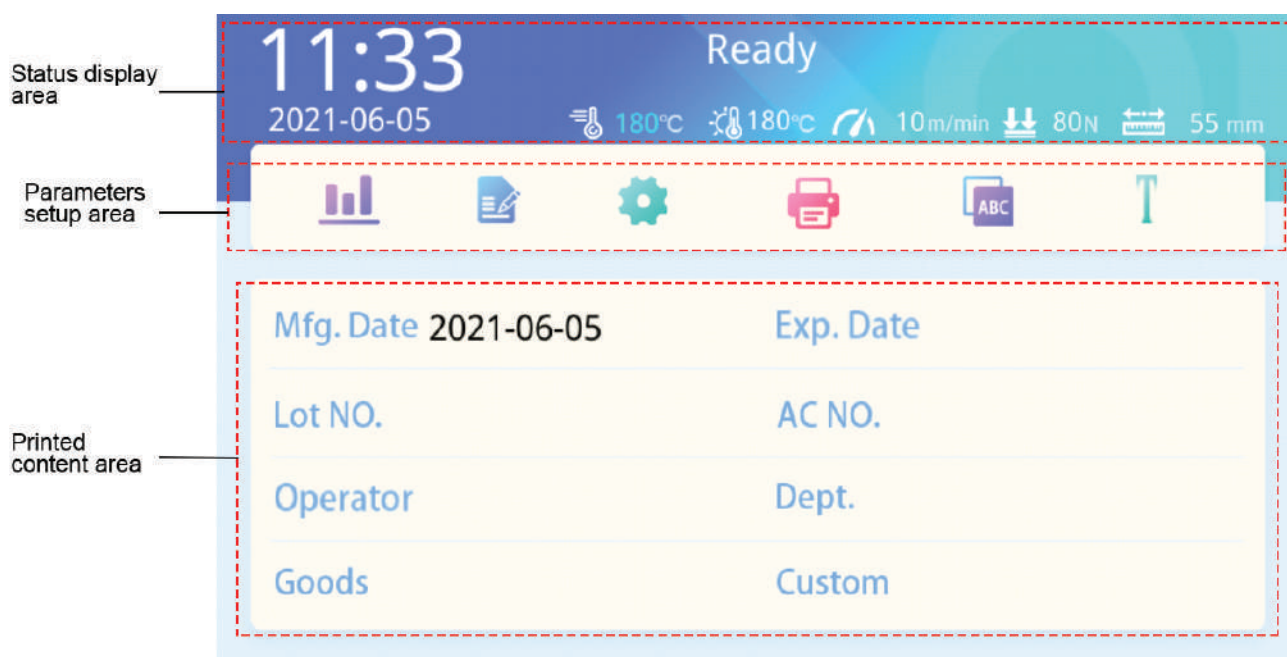 Status display
area
11:33
Ready
2021-06-05
180°C
180°C
10m/min
80N
55 mm
Parameters
setup area
ABC
T
Printed
content area
Mfg. Date 2021-06-05
Exp. Date
Lot NO.
AC NO.
Operator
Dept.
Goods
Custom